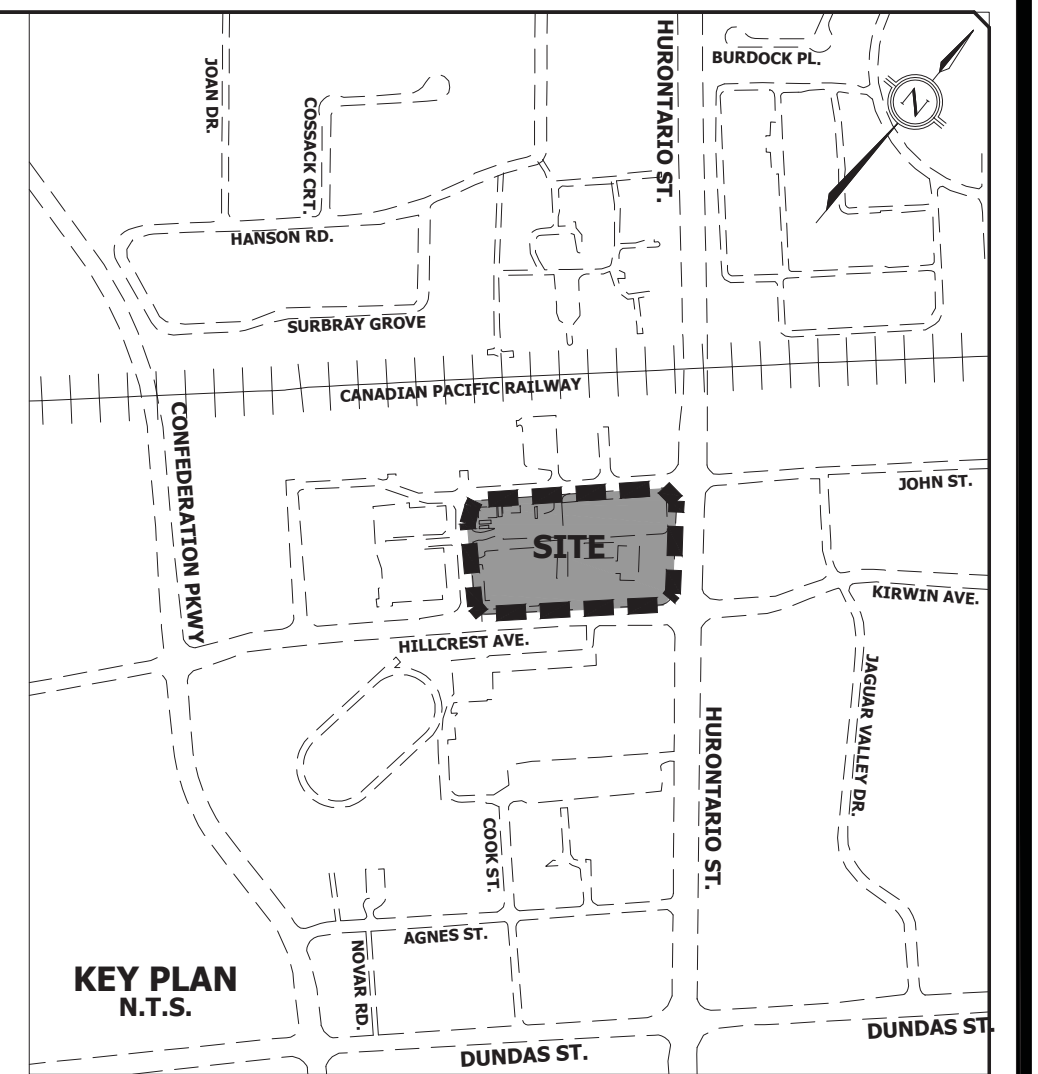 HURONTARIO ST.
BURDOCK PL.
JOAN DR.
COSSACK CRT.
N
HANSON RD.
SURBRAY GROVE
CANADIAN PACIFIC RAILWAY
CONFEDERATION PKWY
JOHN ST.
SITE
KIRWIN AVE.
HILLCREST AVE.
JAGUAR VALLEY DR.
HURONTARIO ST.
COOK ST.
AGNES ST.
NOVAR RD.
KEY PLAN
N.T.S.
DUNDAS ST.
DUNDAS ST.